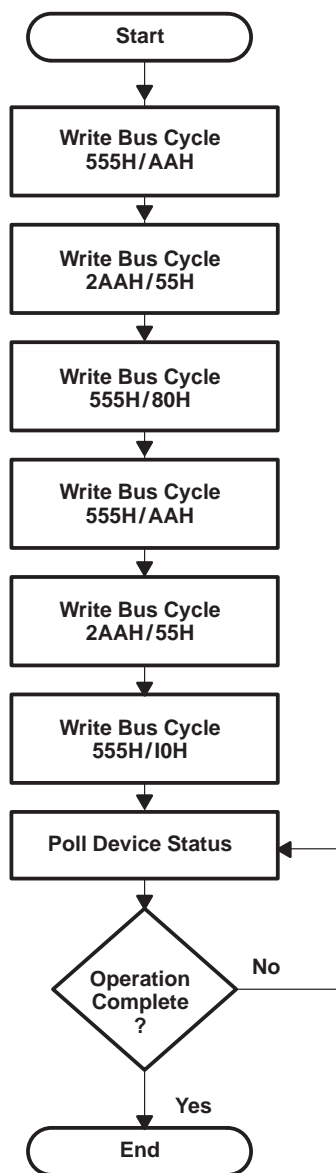 Start
Write Bus Cycle
555H/AAH
Write Bus Cycle
2AAH/55H
Write Bus Cycle
555H/80H
Write Bus Cycle
555H/AAH
Write Bus Cycle
2AAH/55H
Write Bus Cycle
555H/I0H
Poll Device Status
Operation
Complete
?
No
Yes
End